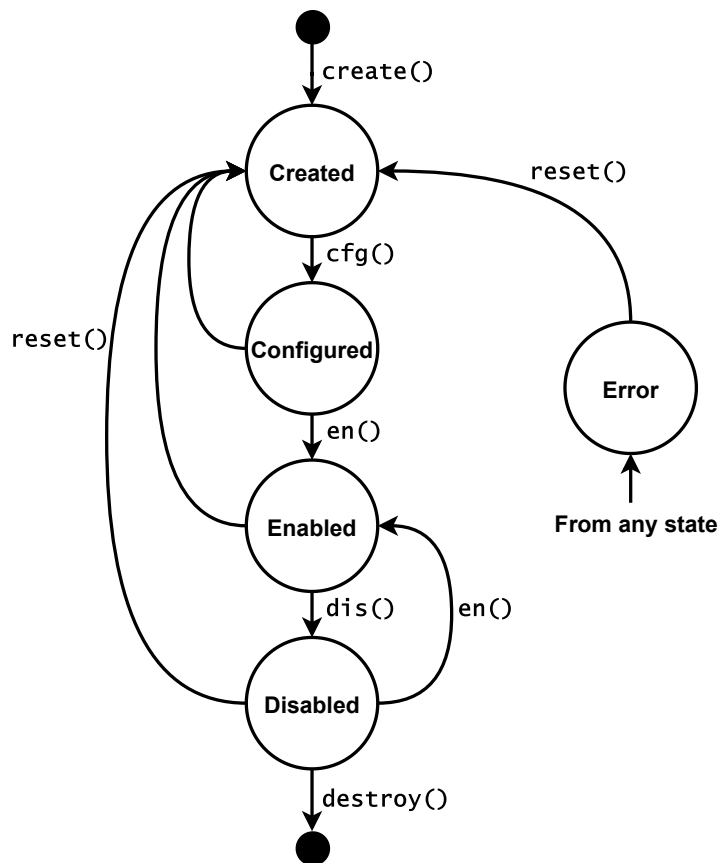 create()
Created
reset()
cfg()
reset()
Configured
Error
en()
Enabled
From any state
dis()
en()
Disabled
destroy()